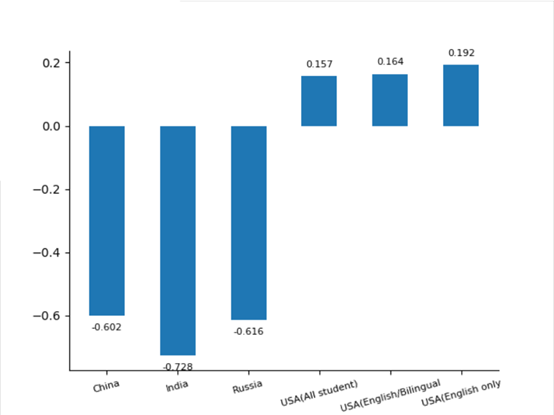 0.2
0.0
−0.2
−0.4
−0.6
0.157
0.164
0.192
-0.602
-0.728
-0.616
China
India
Russia
USA(All student)
USA(English/Bilingual
USA(English only